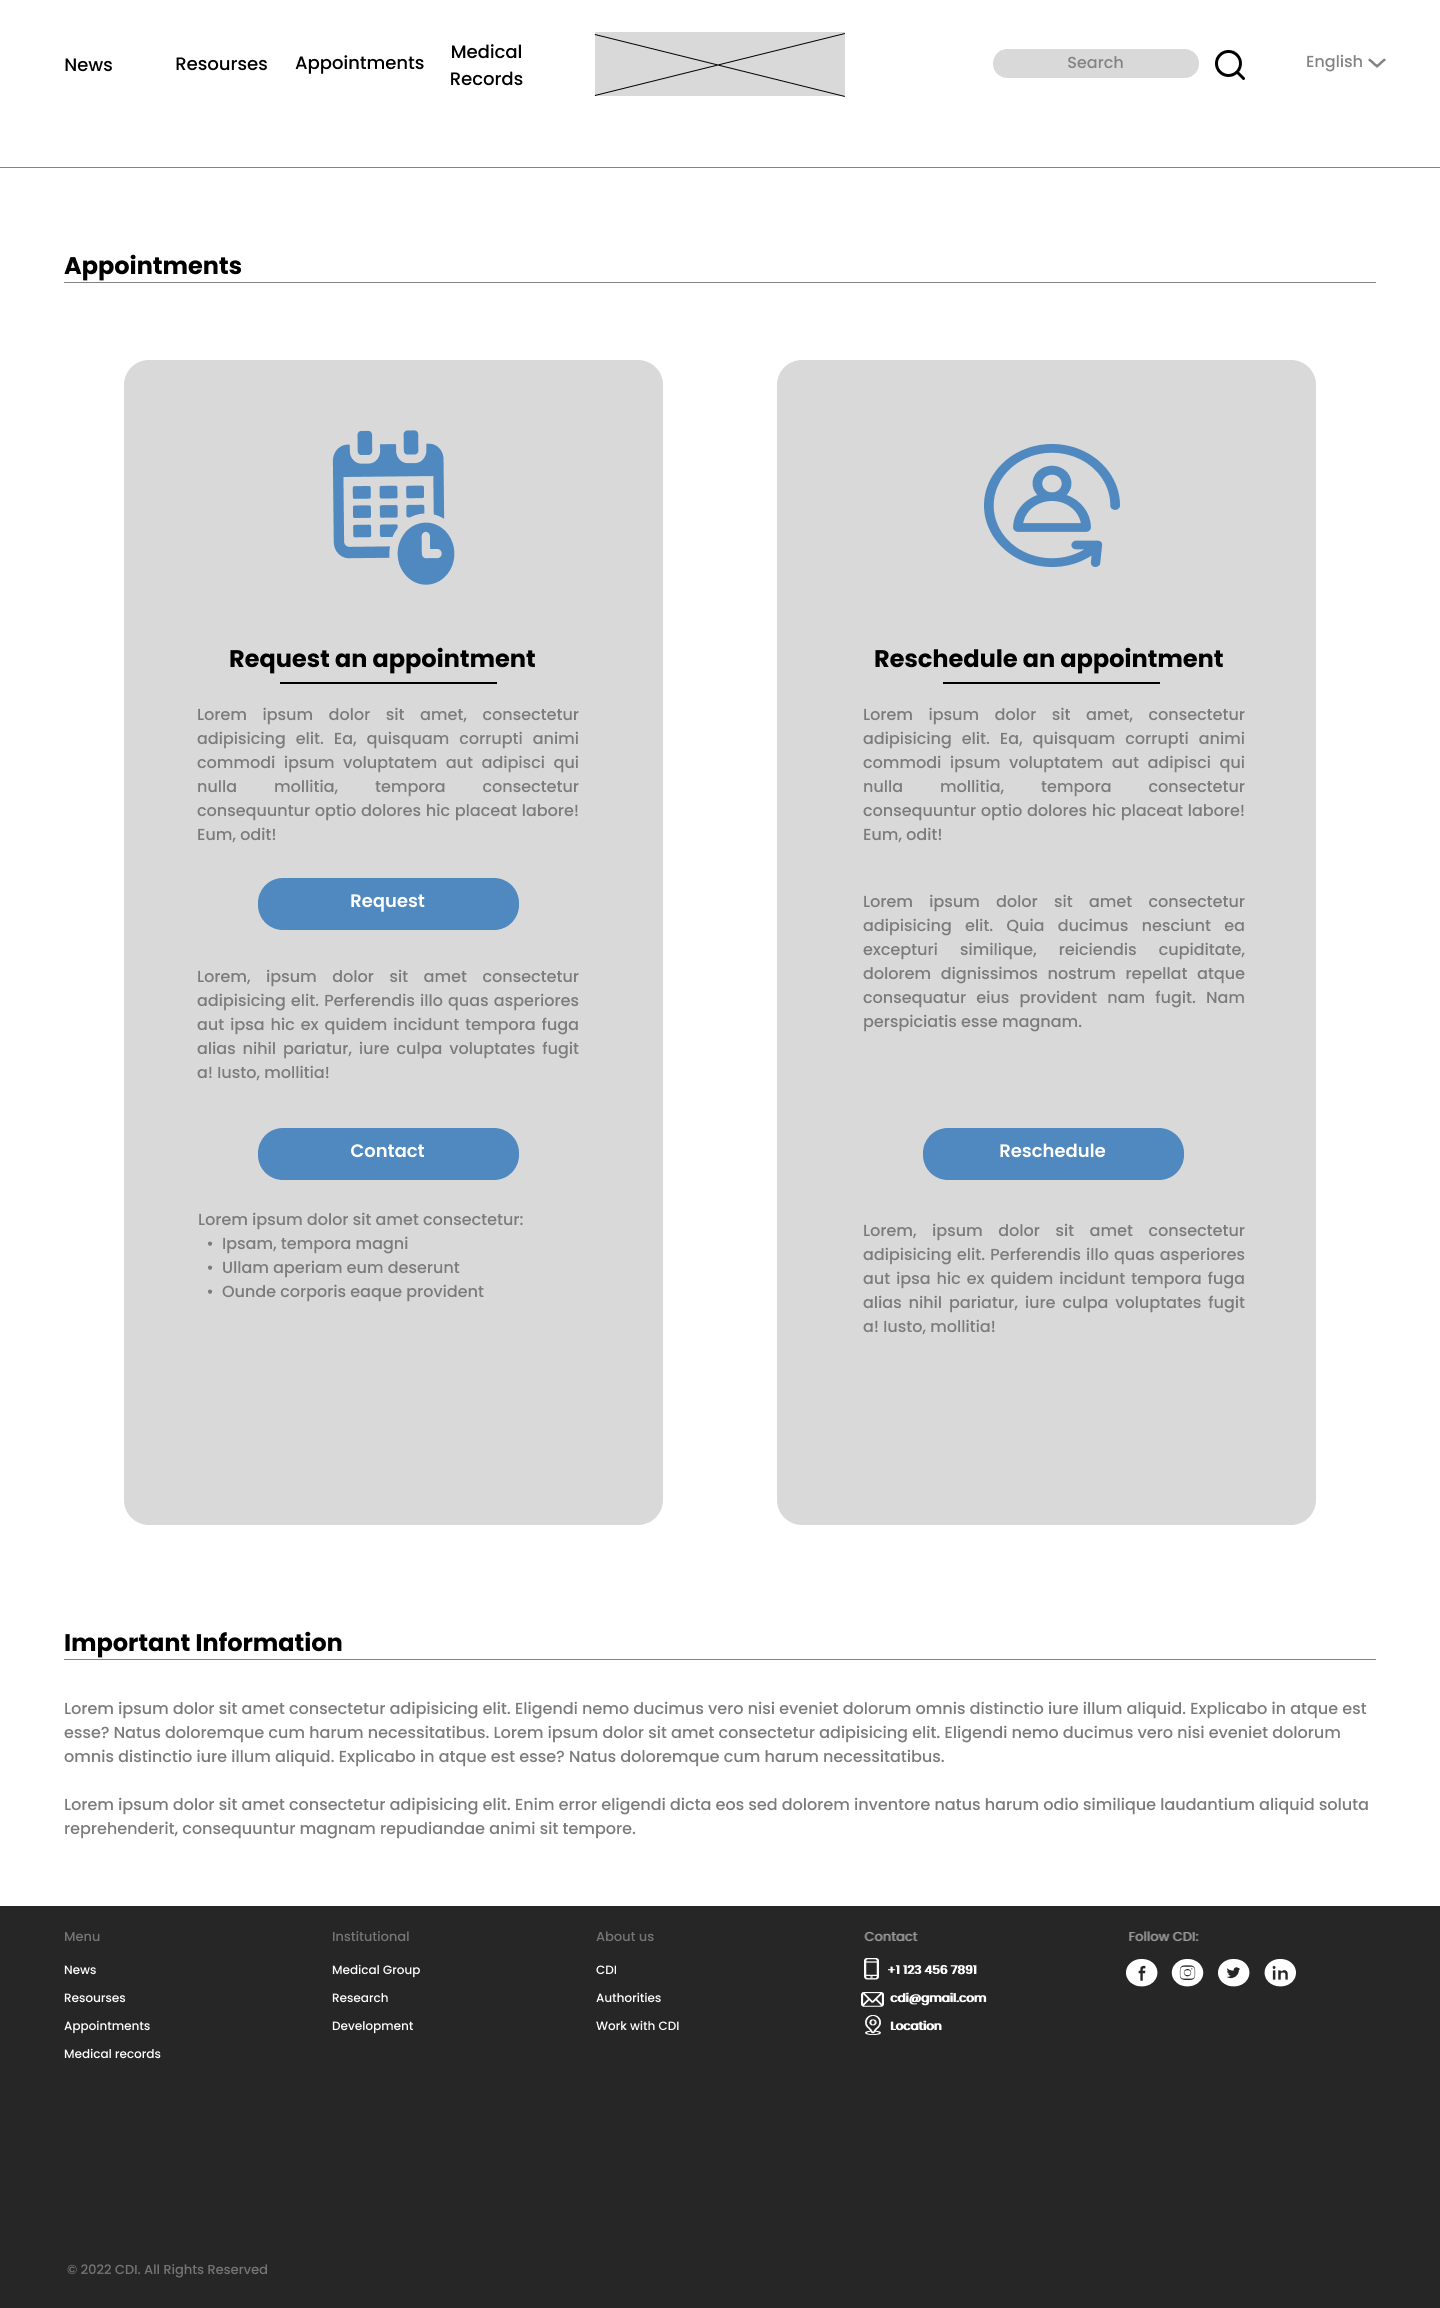 News
Resourses
Appointments
Medical
Records
Search
English
Appointments
Request an appointment
Lorem ipsum dolor sit amet, consectetur
adipisicing elit. Ea, quisquam corrupti animi
commodi ipsum voluptatem aut adipisci qui
nulla mollitia, tempora consectetur
consequuntur optio dolores hic placeat labore!
Eum, odit!
Request
Lorem, ipsum dolor sit amet consectetur
adipisicing elit. Perferendis illo quas asperiores
aut ipsa hic ex quidem incidunt tempora fuga
alias nihil pariatur, iure culpa voluptates fugit
a! Iusto, mollitia!
Contact
Lorem ipsum dolor sit amet consectetur:
• Ipsam, tempora magni
• Ullam aperiam eum deserunt
• Ounde corporis eaque provident
Reschedule an appointment
Lorem ipsum dolor sit amet, consectetur
adipisicing elit. Ea, quisquam corrupti animi
commodi ipsum voluptatem aut adipisci qui
nulla mollitia, tempora consectetur
consequuntur optio dolores hic placeat labore!
Eum, odit!
Lorem ipsum dolor sit amet consectetur
adipisicing elit. Quia ducimus nesciunt ea
excepturi similique, reiciendis cupiditate,
dolorem dignissimos nostrum repellat atque
consequatur eius provident nam fugit. Nam
perspiciatis esse magnam.
Reschedule
Lorem, ipsum dolor sit amet consectetur
adipisicing elit. Perferendis illo quas asperiores
aut ipsa hic ex quidem incidunt tempora fuga
alias nihil pariatur, iure culpa voluptates fugit
a! Iusto, mollitia!
Important Information
Lorem ipsum dolor sit amet consectetur adipisicing elit. Eligendi nemo ducimus vero nisi eveniet dolorum omnis distinctio iure illum aliquid. Explicabo in atque est
esse? Natus doloremque cum harum necessitatibus. Lorem ipsum dolor sit amet consectetur adipisicing elit. Eligendi nemo ducimus vero nisi eveniet dolorum
omnis distinctio iure illum aliquid. Explicabo in atque est esse? Natus doloremque cum harum necessitatibus.
Lorem ipsum dolor sit amet consectetur adipisicing elit. Enim error eligendi dicta eos sed dolorem inventore natus harum odio similique laudantium aliquid soluta
reprehenderit, consequuntur magnam repudiandae animi sit tempore.
Menu
News
Resourses
Appointments
Medical records
Institutional
Medical Group
Research
Development
About us
CDI
Authorities
Work with CDI
Contact
+1 123 456 7891
cdi@gmail.com
Location
Follow CDI:
© 2022 CDI. All Rights Reserved